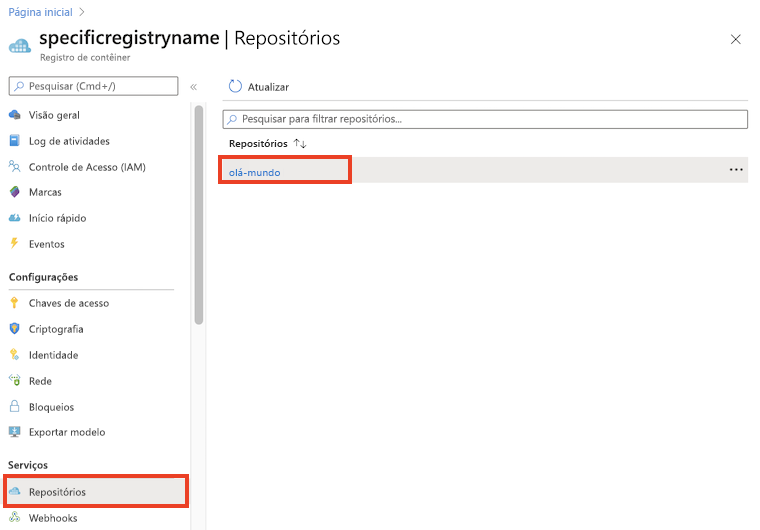 Página inicial >
specificregistryname | Repositórios
Registro de contêiner
Pesquisar (Cmd+/)
«
Visão geral
Log de atividades
Controle de Acesso (IAM)
Marcas
Início rápido
Eventos
Configurações
Chaves de acesso
Criptografia
Identidade
Rede
Bloqueios
Exportar modelo
Serviços
Repositórios
Webhooks
Atualizar
Pesquisar para filtrar repositórios...
Repositórios ↑↓
olá-mundo
...